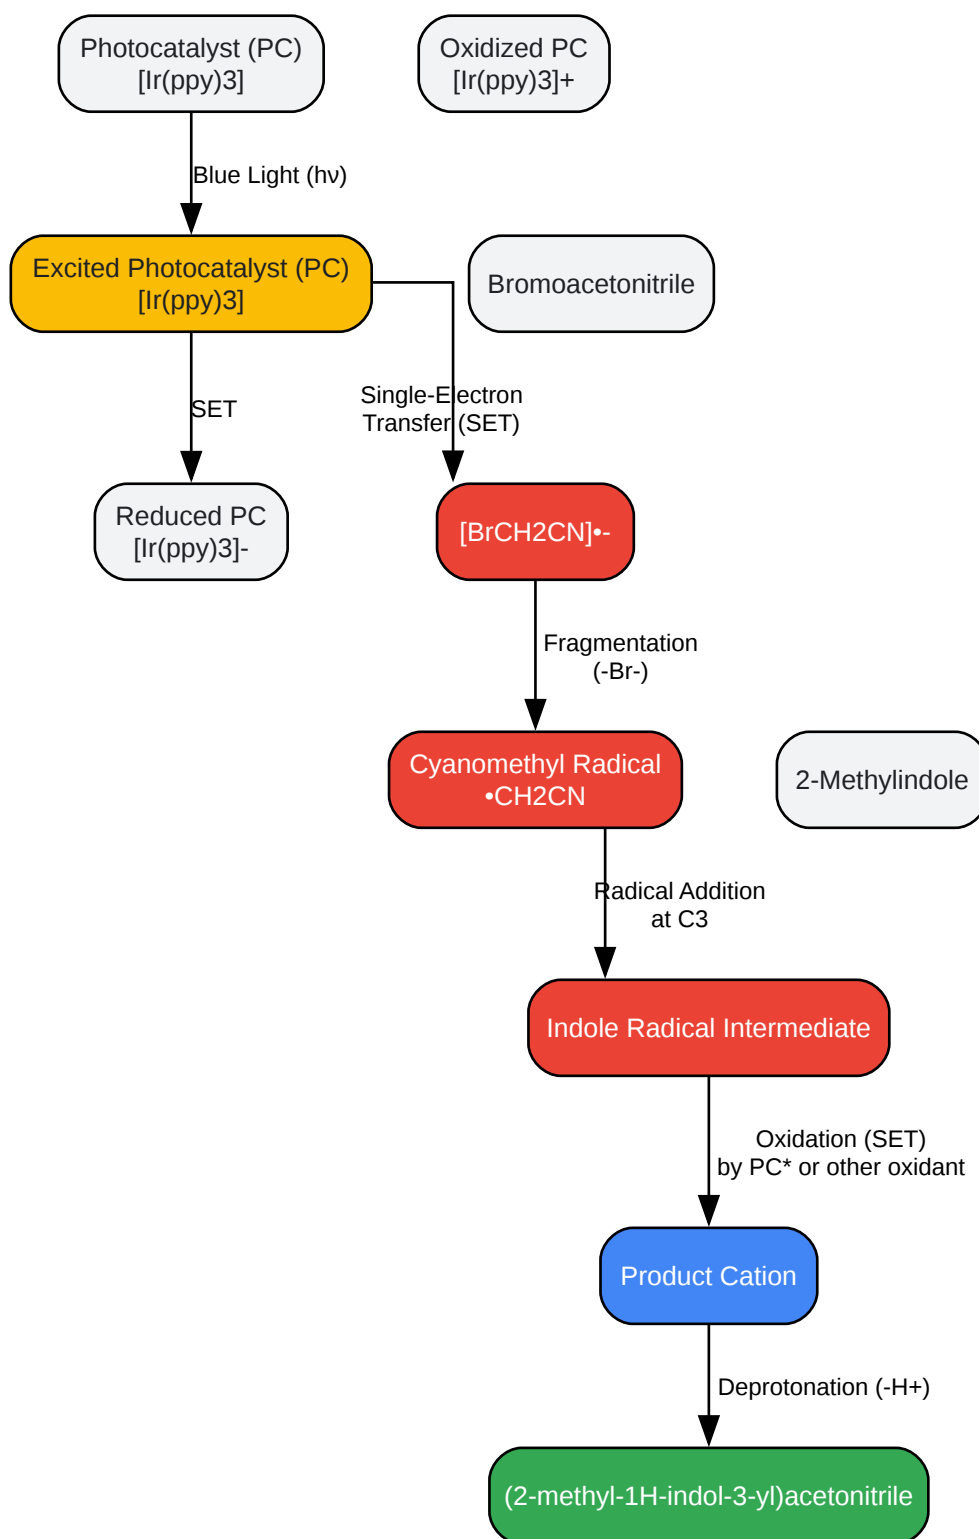 Photocatalyst (PC)
[Ir(ppy)3]
Oxidized PC
[Ir(ppy)3]+
Blue Light (hν)
Excited Photocatalyst (PC)
[Ir(ppy)3]
Bromoacetonitrile
SET
Single-Electron
Transfer (SET)
Reduced PC
[Ir(ppy)3]-
[BrCH2CN]•-
Fragmentation
(-Br-)
Cyanomethyl Radical
•CH2CN
2-Methylindole
Radical Addition
at C3
Indole Radical Intermediate
Oxidation (SET)
by PC* or other oxidant
Product Cation
Deprotonation (-H+)
(2-methyl-1H-indol-3-yl)acetonitrile